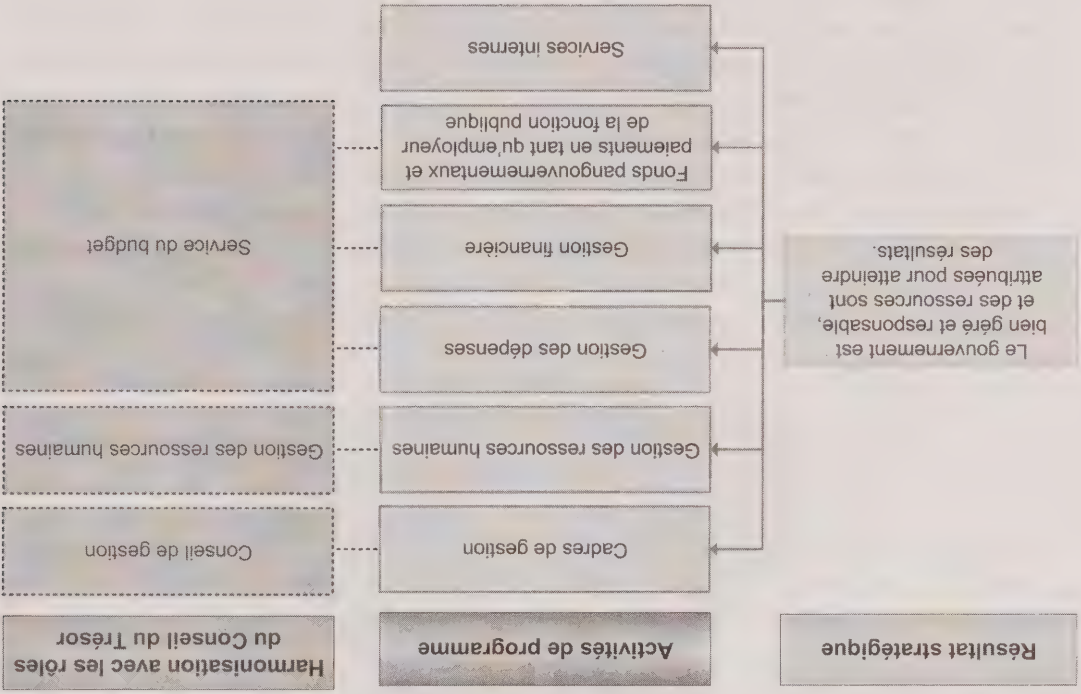 Résultat stratégique
Activités de programme
Harmonisation avec les rôles
du Conseil du Trésor
Le gouvernement est
bien géré et responsable,
et des ressources sont
attribuées pour atteindre
des résultats.
Cadres de gestion
Conseil de gestion
Gestion des ressources humaines
Gestion des ressources humaines
Gestion des dépenses
Gestion financière
Fonds pangouvernementaux et
paiements en tant qu'employeur
de la fonction publique
Service du budget
Services internes